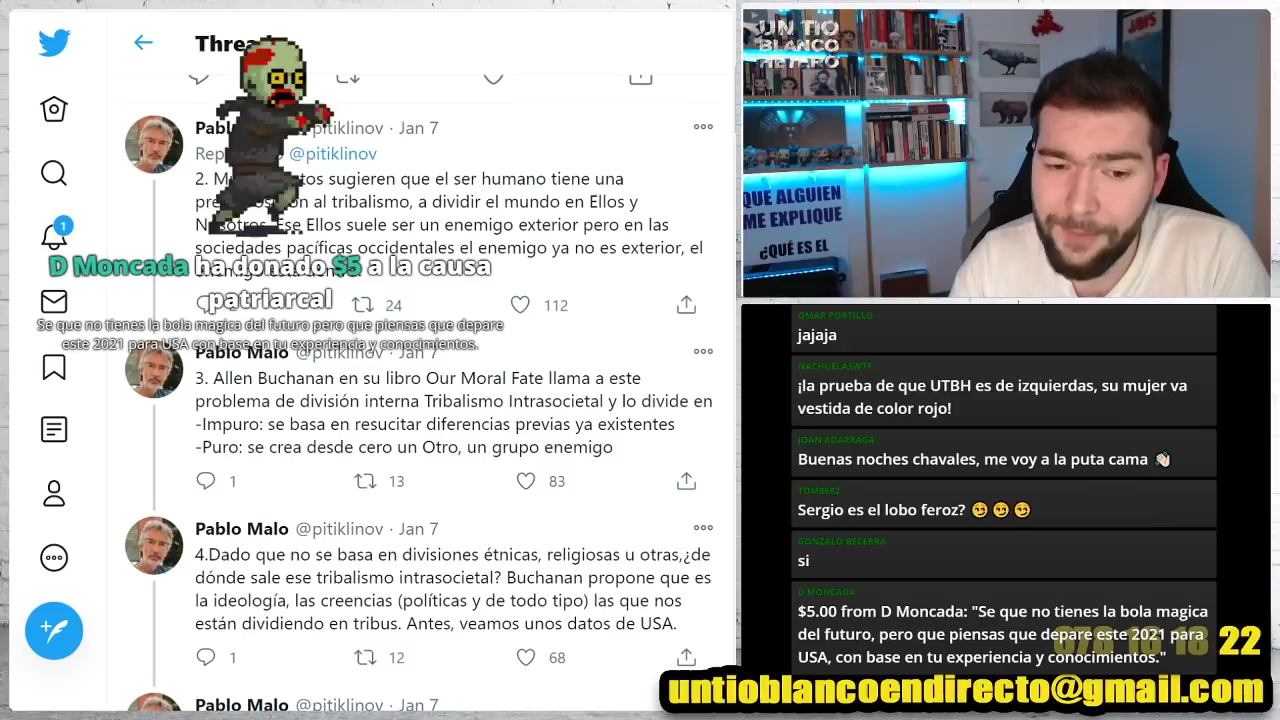 Thre
Pabl
pitiklinov · Jan 7
Rep
@pitiklinov
2. M
tos sugieren que el ser humano tiene una
pre
ón al tribalismo, a dividir el mundo en Ellos y
Nosotros. Ese Ellos suele ser un enemigo exterior pero en las
sociedades pacíficas occidentales el enemigo ya no es exterior, el
D Moncada ha donado $5 a la causa
patriarcal
24
112
Se que no tienes la bola magica del futuro pero que piensas que depare
este 2021 para USA con base en tu experiencia y conocimientos.
Pablo Malo @pitiklinov · Jan 7
3. Allen Buchanan en su libro Our Moral Fate llama a este
problema de división interna Tribalismo Intrasocietal y lo divide en
-Impuro: se basa en resucitar diferencias previas ya existentes
-Puro: se crea desde cero un Otro, un grupo enemigo
1 13 83
Pablo Malo @pitiklinov · Jan 7
4.Dado que no se basa en divisiones étnicas, religiosas u otras,¿de
dónde sale ese tribalismo intrasocietal? Buchanan propone que es
la ideología, las creencias (políticas y de todo tipo) las que nos
están dividiendo en tribus. Antes, veamos unos datos de USA.
1 12 68
Pablo Malo @pitiklinov · Jan 7
1
UN TIO
BLANCO
HETERO
QUE ALGUIEN
ME EXPLIQUE
¿QUÉ ES EL
OMAR PORTILLO
jajaja
NACHUELASWTF
¡la prueba de que UTBH es de izquierdas, su mujer va
vestida de color rojo!
JOAN ADARRAGA
Buenas noches chavales, me voy a la puta cama 👋🏻
TOM8682
Sergio es el lobo feroz? 😏😏😏
GONZALO BECERRA
si
D MONCADA
$5.00 from D Moncada: "Se que no tienes la bola magica
del futuro, pero que piensas que depare este 2021 para
USA, con base en tu experiencia y conocimientos."
22
untioblancoendirecto@gmail.com